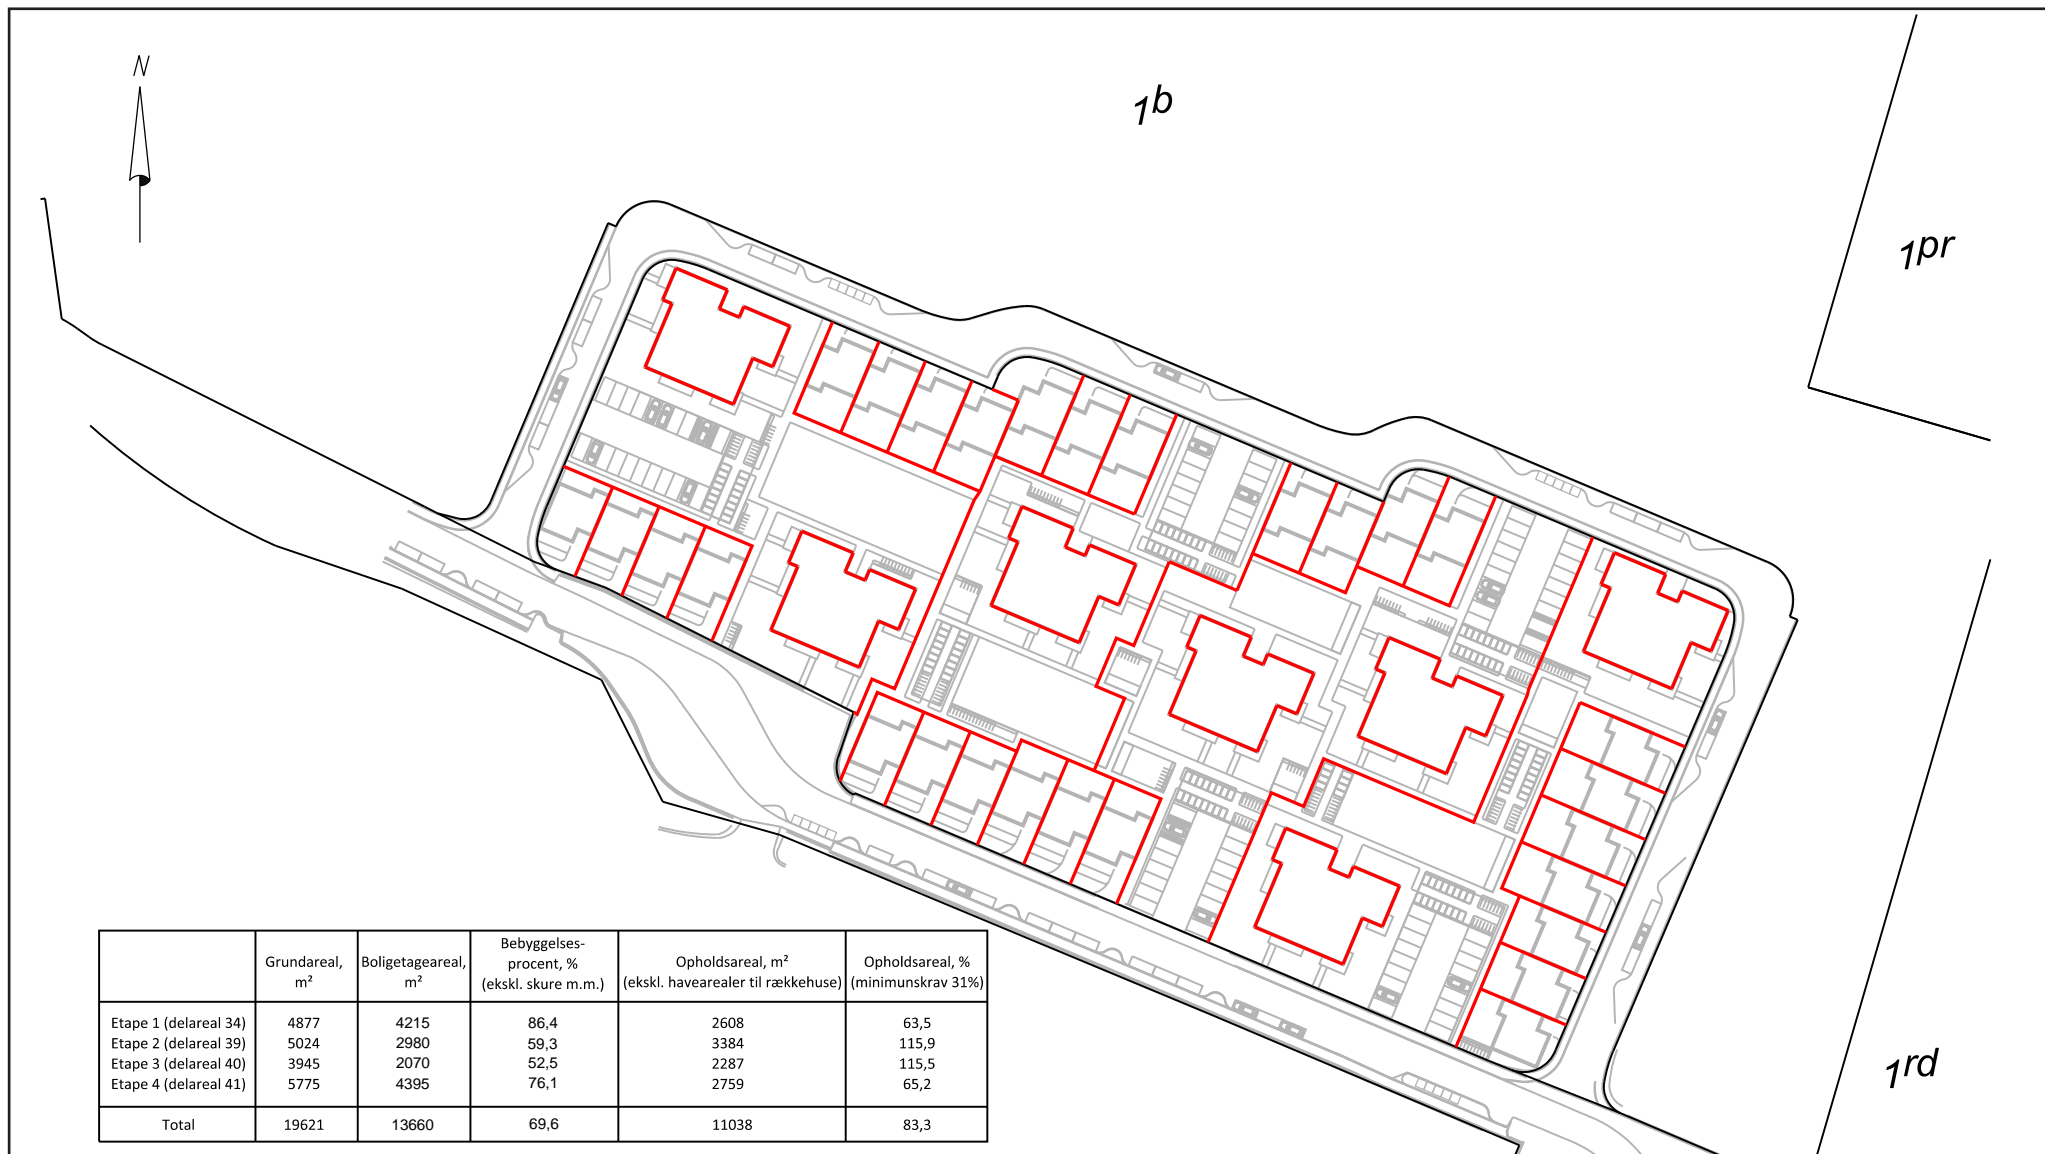 N
1b
1pr
1rd
Grundareal, m²
Boligetageareal, m²
Bebyggelses-
procent, %
(ekskl. skure m.m.)
Opholdsareal, m²
(ekskl. havearealer til rækkehuse)
Opholdsareal, %
(minimunskrav 31%)
Etape 1 (delareal 34) 4877 4215 86,4 2608 63,5
Etape 2 (delareal 39) 5024 2980 59,3 3384 115,9
Etape 3 (delareal 40) 3945 2070 52,5 2287 115,5
Etape 4 (delareal 41) 5775 4395 76,1 2759 65,2
Total 19621 13660 69,6 11038 83,3